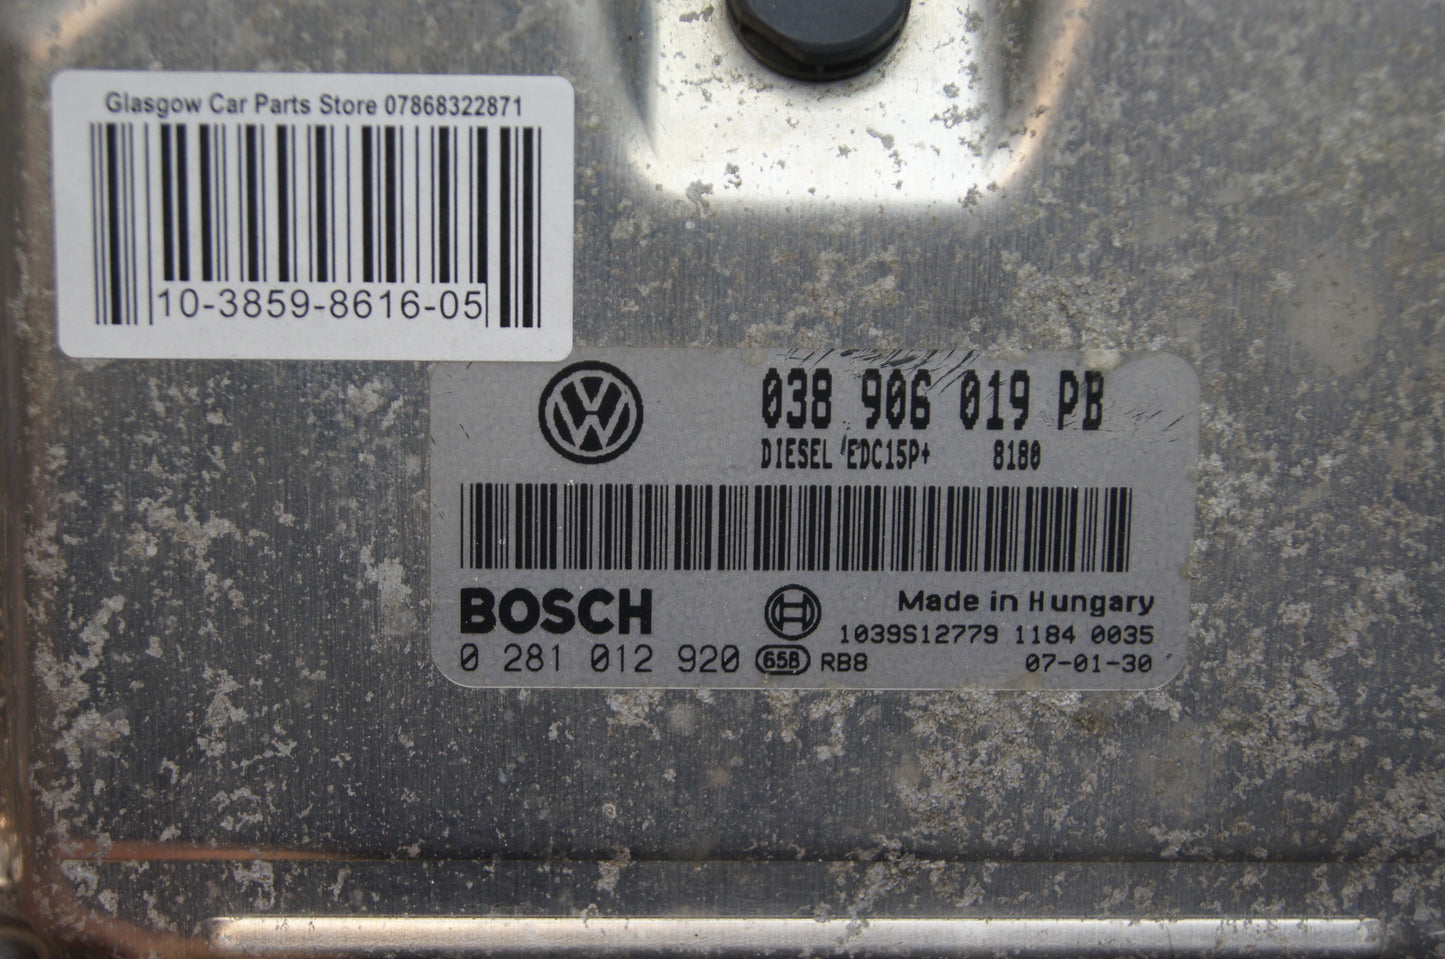 Glasgow Car Parts Store 07868322871
10-3859-8616-05
038 906 019 PB
DIESEL EDC15P+ 8180
BOSCH
Made in Hungary
1039S12779 1184 0035
0 281 012 920 65B RB8 07-01-30